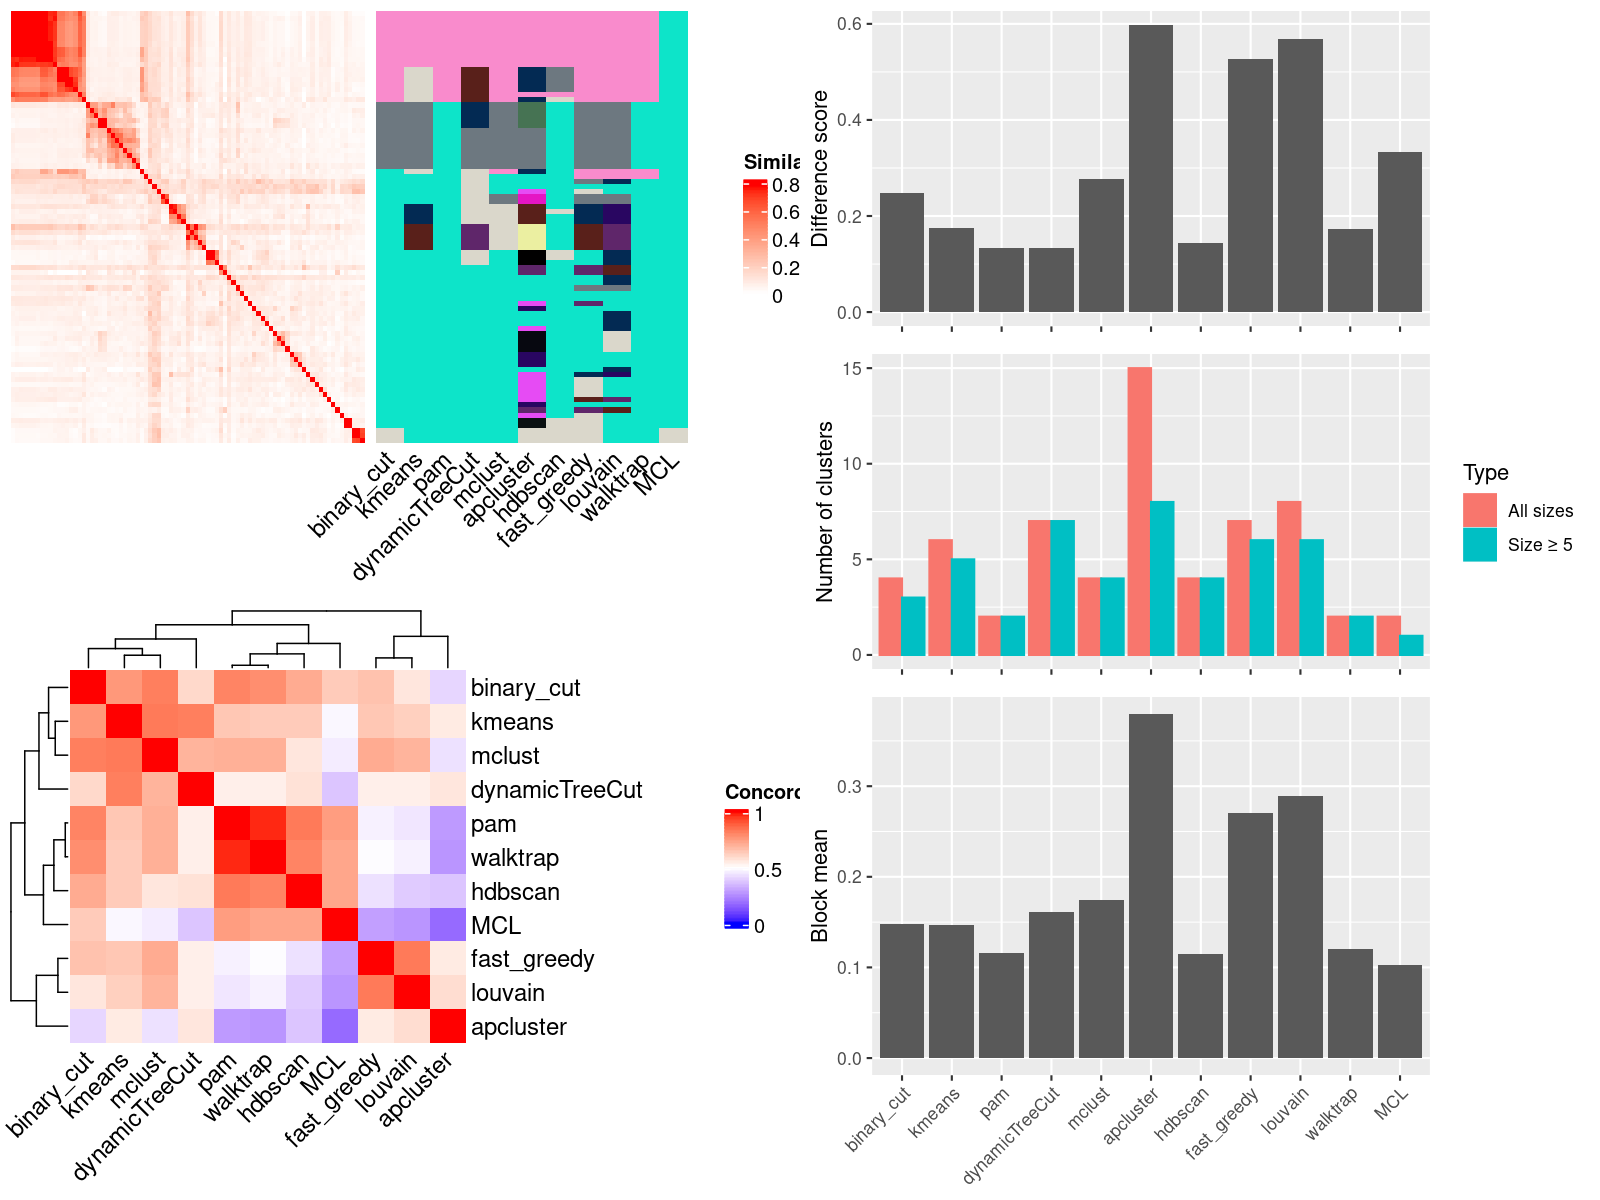 Simila
0.8
0.6
0.4
0.2
0
binary_cut
kmeans
pam
dynamicTreeCut
mclust
apcluster
hdbscan
fast_greedy
louvain
walktrap
MCL
binary_cut
kmeans
mclust
dynamicTreeCut
pam
walktrap
hdbscan
MCL
fast_greedy
louvain
apcluster
binary_cut
kmeans
mclust
dynamicTreeCut
pam
walktrap
hdbscan
MCL
fast_greedy
louvain
apcluster
Concord
1
0.5
0
Difference score
0.6
0.4
0.2
0.0
Number of clusters
15
10
5
0
Type
All sizes
Size ≥ 5
Block mean
0.3
0.2
0.1
0.0
binary_cut
kmeans
pam
dynamicTreeCut
mclust
apcluster
hdbscan
fast_greedy
louvain
walktrap
MCL